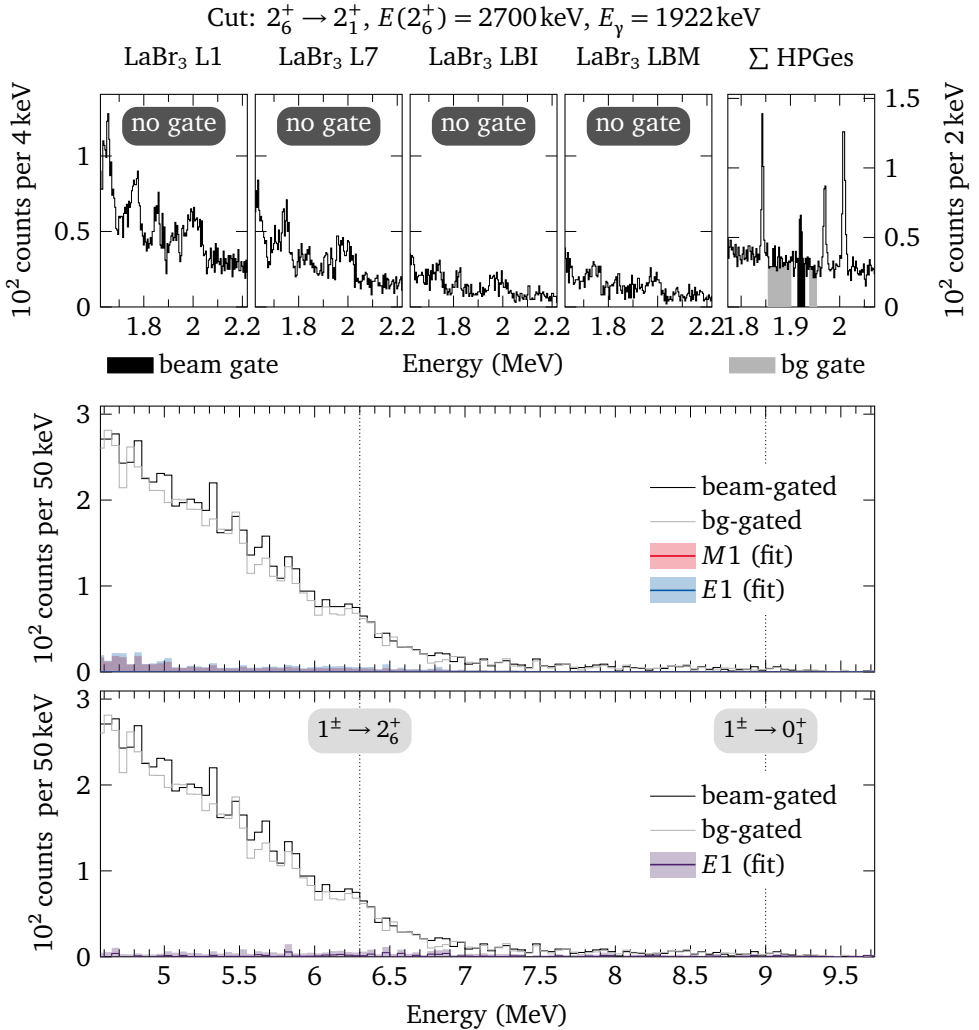 Cut: 2₆⁺ → 2₁⁺, E(2₆⁺) = 2700 keV, Eᵧ = 1922 keV
LaBr₃ L1 LaBr₃ L7 LaBr₃ LBI LaBr₃ LBM ∑ HPGes
no gate no gate no gate no gate
10² counts per 4 keV
0 0.5 1
1.8 2 2.2
1.8 2 2.2
1.8 2 2.2
1.8 2 2.2
1.8 1.9 2
0 0.5 1 1.5
10² counts per 2 keV
beam gate Energy (MeV) bg gate
10² counts per 50 keV
3
2
1
0
beam-gated
bg-gated
M1 (fit)
E1 (fit)
10² counts per 50 keV
3
2
1
0
1± → 2₆⁺ 1± → 0₁⁺
beam-gated
bg-gated
E1 (fit)
5 5.5 6 6.5 7 7.5 8 8.5 9 9.5
Energy (MeV)